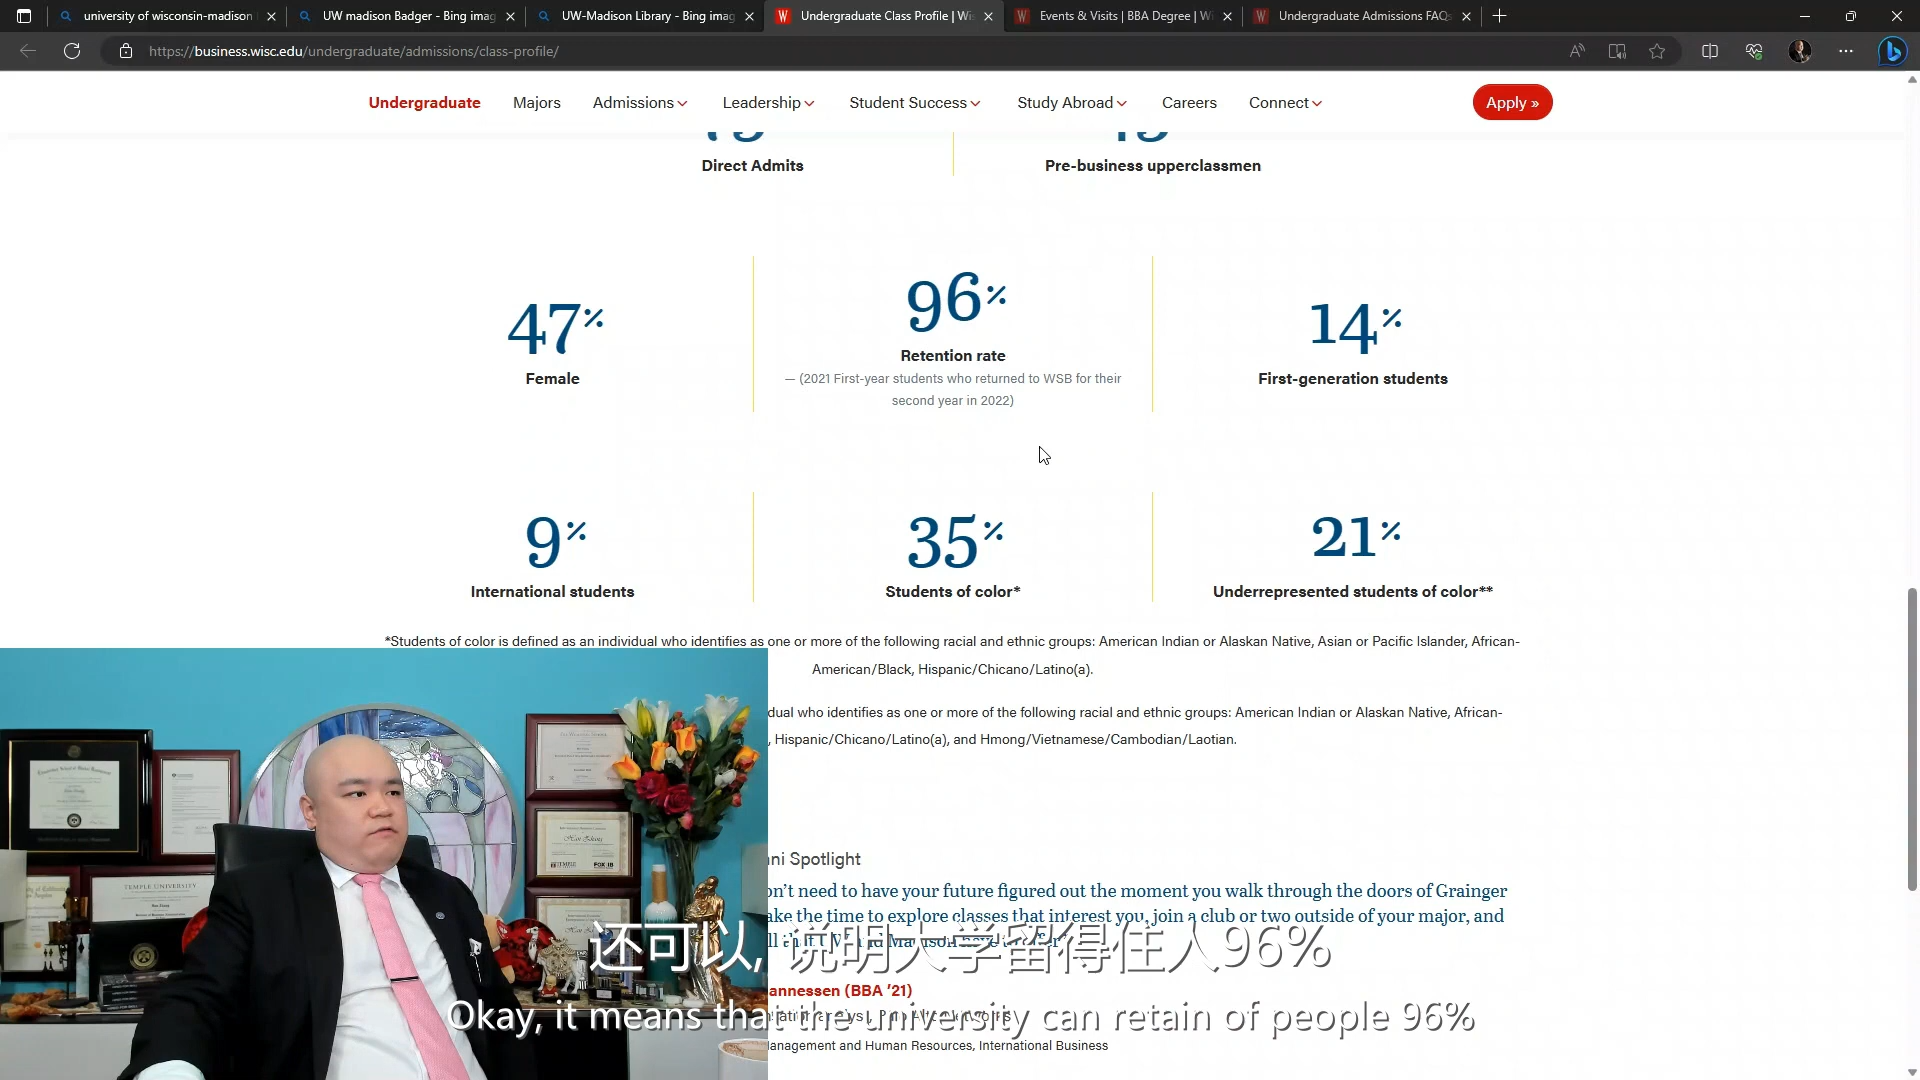 university of wisconsin-madison
UW madison Badger - Bing imag
UW-Madison Library - Bing imag
Undergraduate Class Profile | Wis
Events & Visits | BBA Degree | Wi
Undergraduate Admissions FAQs
https://business.wisc.edu/undergraduate/admissions/class-profile/
Undergraduate Majors Admissions Leadership Student Success Study Abroad Careers Connect Apply »
Direct Admits
Pre-business upperclassmen
47%
Female
96%
Retention rate
— (2021 First-year students who returned to WSB for their
second year in 2022)
14%
First-generation students
9%
International students
35%
Students of color*
21%
Underrepresented students of color**
*Students of color is defined as an individual who identifies as one or more of the following racial and ethnic groups: American Indian or Alaskan Native, Asian or Pacific Islander, African-
American/Black, Hispanic/Chicano/Latino(a).
dual who identifies as one or more of the following racial and ethnic groups: American Indian or Alaskan Native, African-
, Hispanic/Chicano/Latino(a), and Hmong/Vietnamese/Cambodian/Laotian.
ni Spotlight
on't need to have your future figured out the moment you walk through the doors of Grainger
ake the time to explore classes that interest you, join a club or two outside of your major, and
还可以, 说明大学留得住人96%
annessen (BBA '21)
Okay, it means that the university can retain of people 96%
anagement and Human Resources, International Business
TEMPLE UNIVERSITY